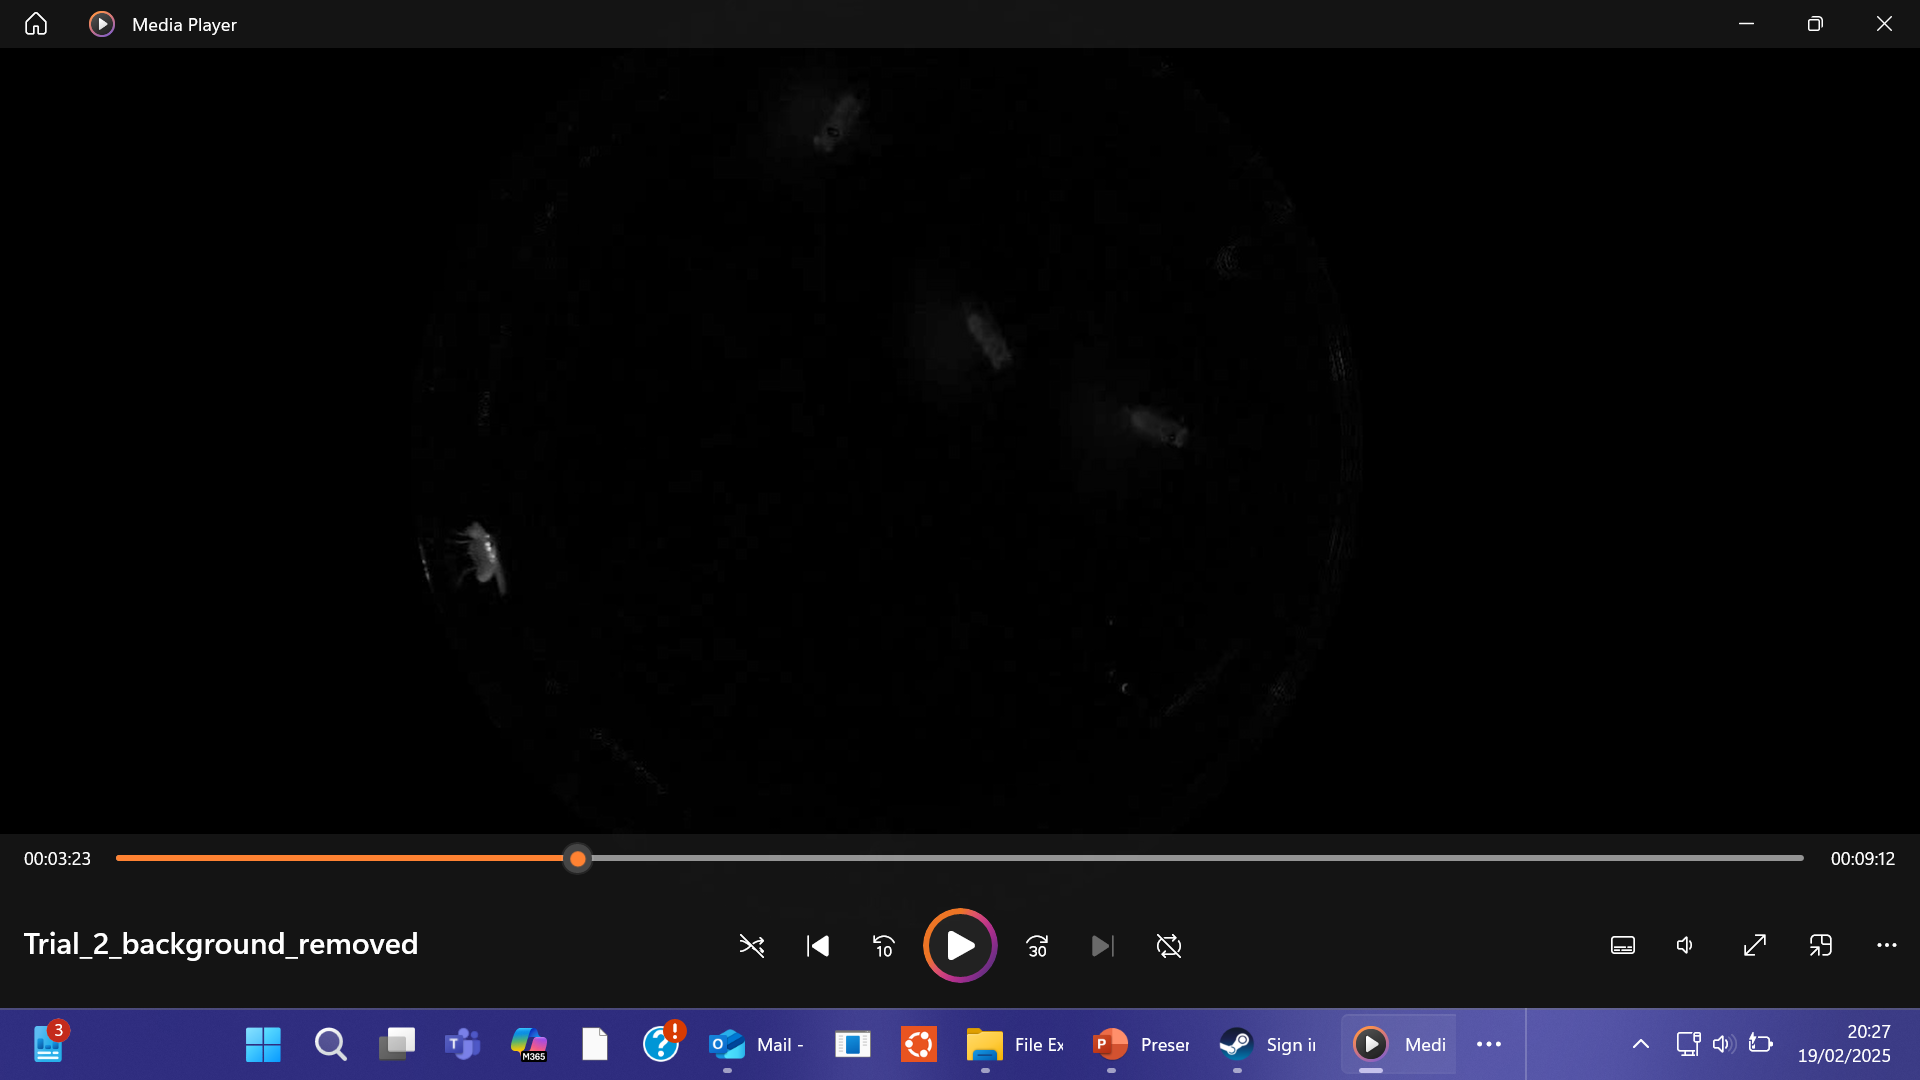 Media Player
00:03:23
00:09:12
Trial_2_background_removed
10
30
3
M365
Mail -
File Ex
Preser
Sign i
Medi
20:27
19/02/2025